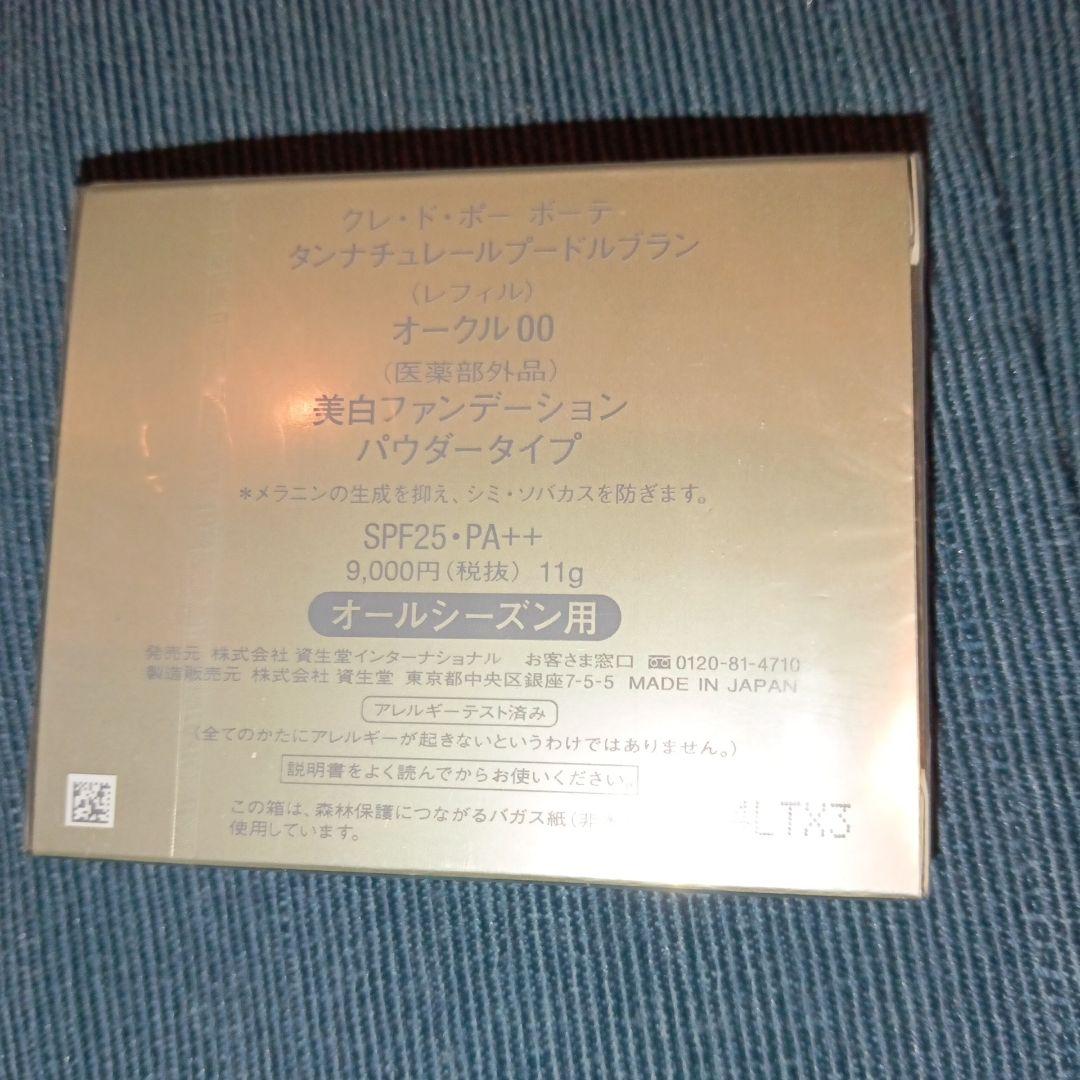 クレ・ド・ポー ボーテ
タンナチュレールプードルブラン
(レフィル)
オークル00
(医薬部外品)
美白ファンデーション
パウダータイプ
*メラニンの生成を抑え、シミ・ソバカスを防ぎます。
SPF25・PA++
9,000円(税抜) 11g
オールシーズン用
発売元 株式会社 資生堂インターナショナル お客さま窓口 0120-81-4710
製造販売元 株式会社 資生堂 東京都中央区銀座7-5-5 MADE IN JAPAN
アレルギーテスト済み
(全てのかたにアレルギーが起きないというわけではありません。)
説明書をよく読んでからお使いください。
この箱は、森林保護につながるバガス紙(非
使用しています。
LTX3